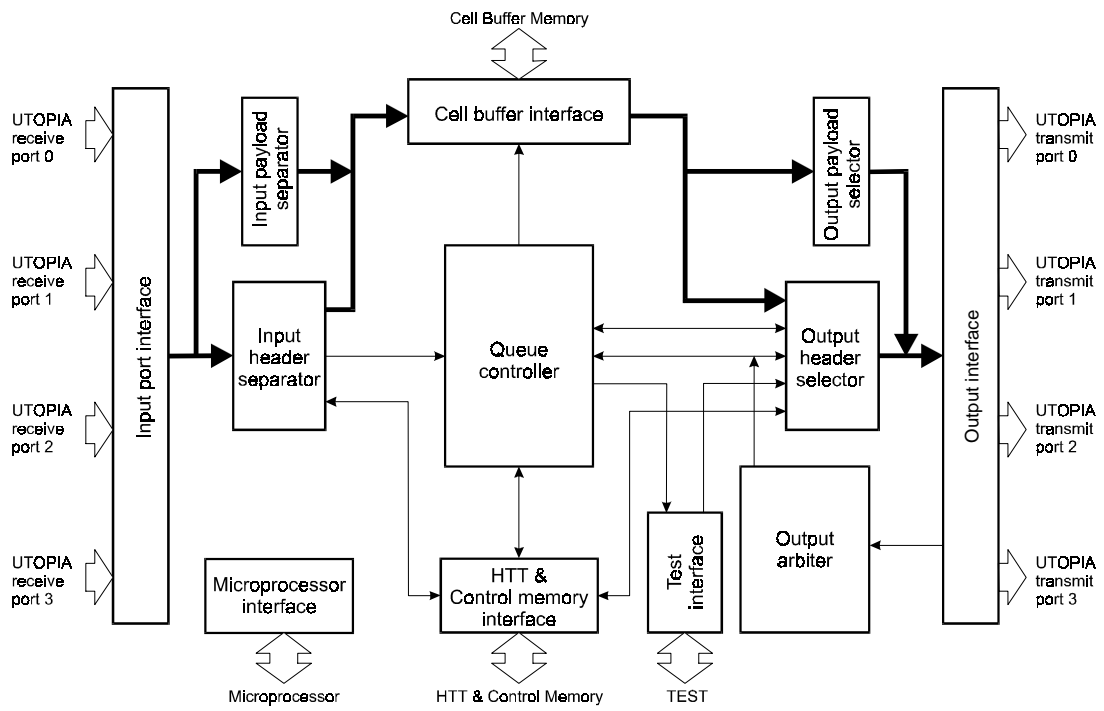 Cell Buffer Memory
Cell buffer interface
UTOPIA
receive
port 0
UTOPIA
receive
port 1
UTOPIA
receive
port 2
UTOPIA
receive
port 3
Input port interface
Input payload
separator
Input
header
separator
Queue
controller
Output payload
selector
Output
header
selector
Output interface
UTOPIA
transmit
port 0
UTOPIA
transmit
port 1
UTOPIA
transmit
port 2
UTOPIA
transmit
port 3
Microprocessor
interface
HTT &
Control memory
interface
Test
interface
Output
arbiter
Microprocessor
HTT & Control Memory
TEST